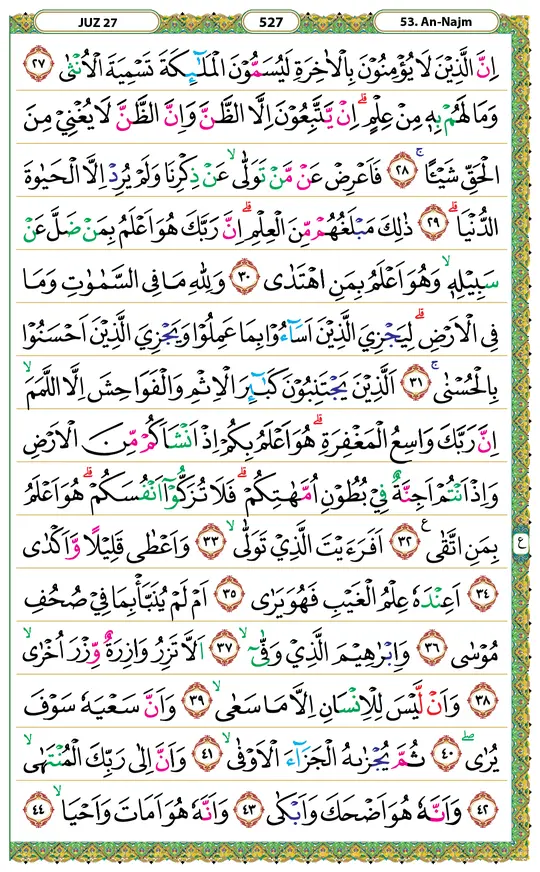 JUZ 27
527
53. An-Najm
اِنَّ الَّذِيْنَ لَا يُؤْمِنُوْنَ بِالْاٰخِرَةِ لَيُسَمُّوْنَ الْمَلٰۤىِٕكَةَ تَسْمِيَةَ الْاُنْثٰى ٢٧
وَمَا لَهُمْ بِهٖ مِنْ عِلْمٍۗ اِنْ يَّتَّبِعُوْنَ اِلَّا الظَّنَّ وَاِنَّ الظَّنَّ لَا يُغْنِيْ مِنَ
الْحَقِّ شَيْـًٔاۚ ٢٨ فَاَعْرِضْ عَنْ مَّنْ تَوَلّٰىۙ عَنْ ذِكْرِنَا وَلَمْ يُرِدْ اِلَّا الْحَيٰوةَ
الدُّنْيَاۗ ٢٩ ذٰلِكَ مَبْلَغُهُمْ مِّنَ الْعِلْمِۗ اِنَّ رَبَّكَ هُوَ اَعْلَمُ بِمَنْ ضَلَّ عَنْ
سَبِيْلِهٖۙ وَهُوَ اَعْلَمُ بِمَنِ اهْتَدٰى ٣٠ وَلِلّٰهِ مَا فِى السَّمٰوٰتِ وَمَا
فِى الْاَرْضِۗ لِيَجْزِيَ الَّذِيْنَ اَسَاۤءُوْا بِمَا عَمِلُوْا وَيَجْزِيَ الَّذِيْنَ اَحْسَنُوْا
بِالْحُسْنٰىۚ ٣١ اَلَّذِيْنَ يَجْتَنِبُوْنَ كَبٰۤىِٕرَ الْاِثْمِ وَالْفَوَاحِشَ اِلَّا اللَّمَمَۙ
اِنَّ رَبَّكَ وَاسِعُ الْمَغْفِرَةِۗ هُوَ اَعْلَمُ بِكُمْ اِذْ اَنْشَاَكُمْ مِّنَ الْاَرْضِ
وَاِذْ اَنْتُمْ اَجِنَّةٌ فِيْ بُطُوْنِ اُمَّهٰتِكُمْۗ فَلَا تُزَكُّوْٓا اَنْفُسَكُمْۗ هُوَ اَعْلَمُ
بِمَنِ اتَّقٰى ࣖ ٣٢ اَفَرَءَيْتَ الَّذِيْ تَوَلّٰىۙ ٣٣ وَاَعْطٰى قَلِيْلًا وَّاَكْدٰى
٣٤ اَعِنْدَهٗ عِلْمُ الْغَيْبِ فَهُوَ يَرٰى ٣٥ اَمْ لَمْ يُنَبَّأْ بِمَا فِيْ صُحُفِ
مُوْسٰىۙ ٣٦ وَاِبْرٰهِيْمَ الَّذِيْ وَفّٰىٓۙ ٣٧ اَلَّا تَزِرُ وَازِرَةٌ وِّزْرَ اُخْرٰىۙ
٣٨ وَاَنْ لَّيْسَ لِلْاِنْسَانِ اِلَّا مَا سَعٰىۙ ٣٩ وَاَنَّ سَعْيَهٗ سَوْفَ
يُرٰىۖ ٤٠ ثُمَّ يُجْزٰىهُ الْجَزَاۤءَ الْاَوْفٰىۙ ٤١ وَاَنَّ اِلٰى رَبِّكَ الْمُنْتَهٰىۙ
٤٢ وَاَنَّهٗ هُوَ اَضْحَكَ وَاَبْكٰى ٤٣ وَاَنَّهٗ هُوَ اَمَاتَ وَاَحْيَاۙ ٤٤
ع